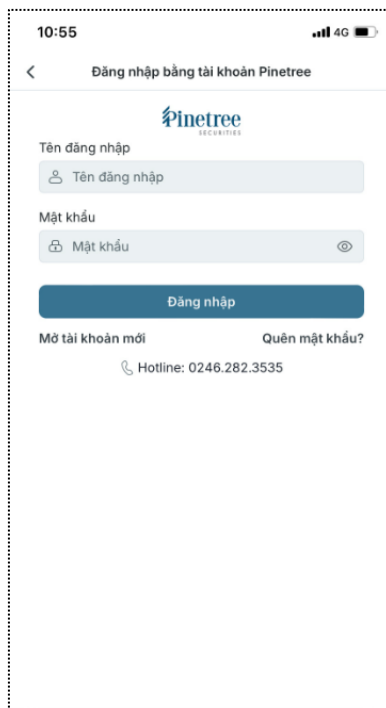 10:55 4G
Đăng nhập bằng tài khoản Pinetree
Pinetree
SECURITIES
Tên đăng nhập
Tên đăng nhập
Mật khẩu
Mật khẩu
Đăng nhập
Mở tài khoản mới Quên mật khẩu?
Hotline: 0246.282.3535